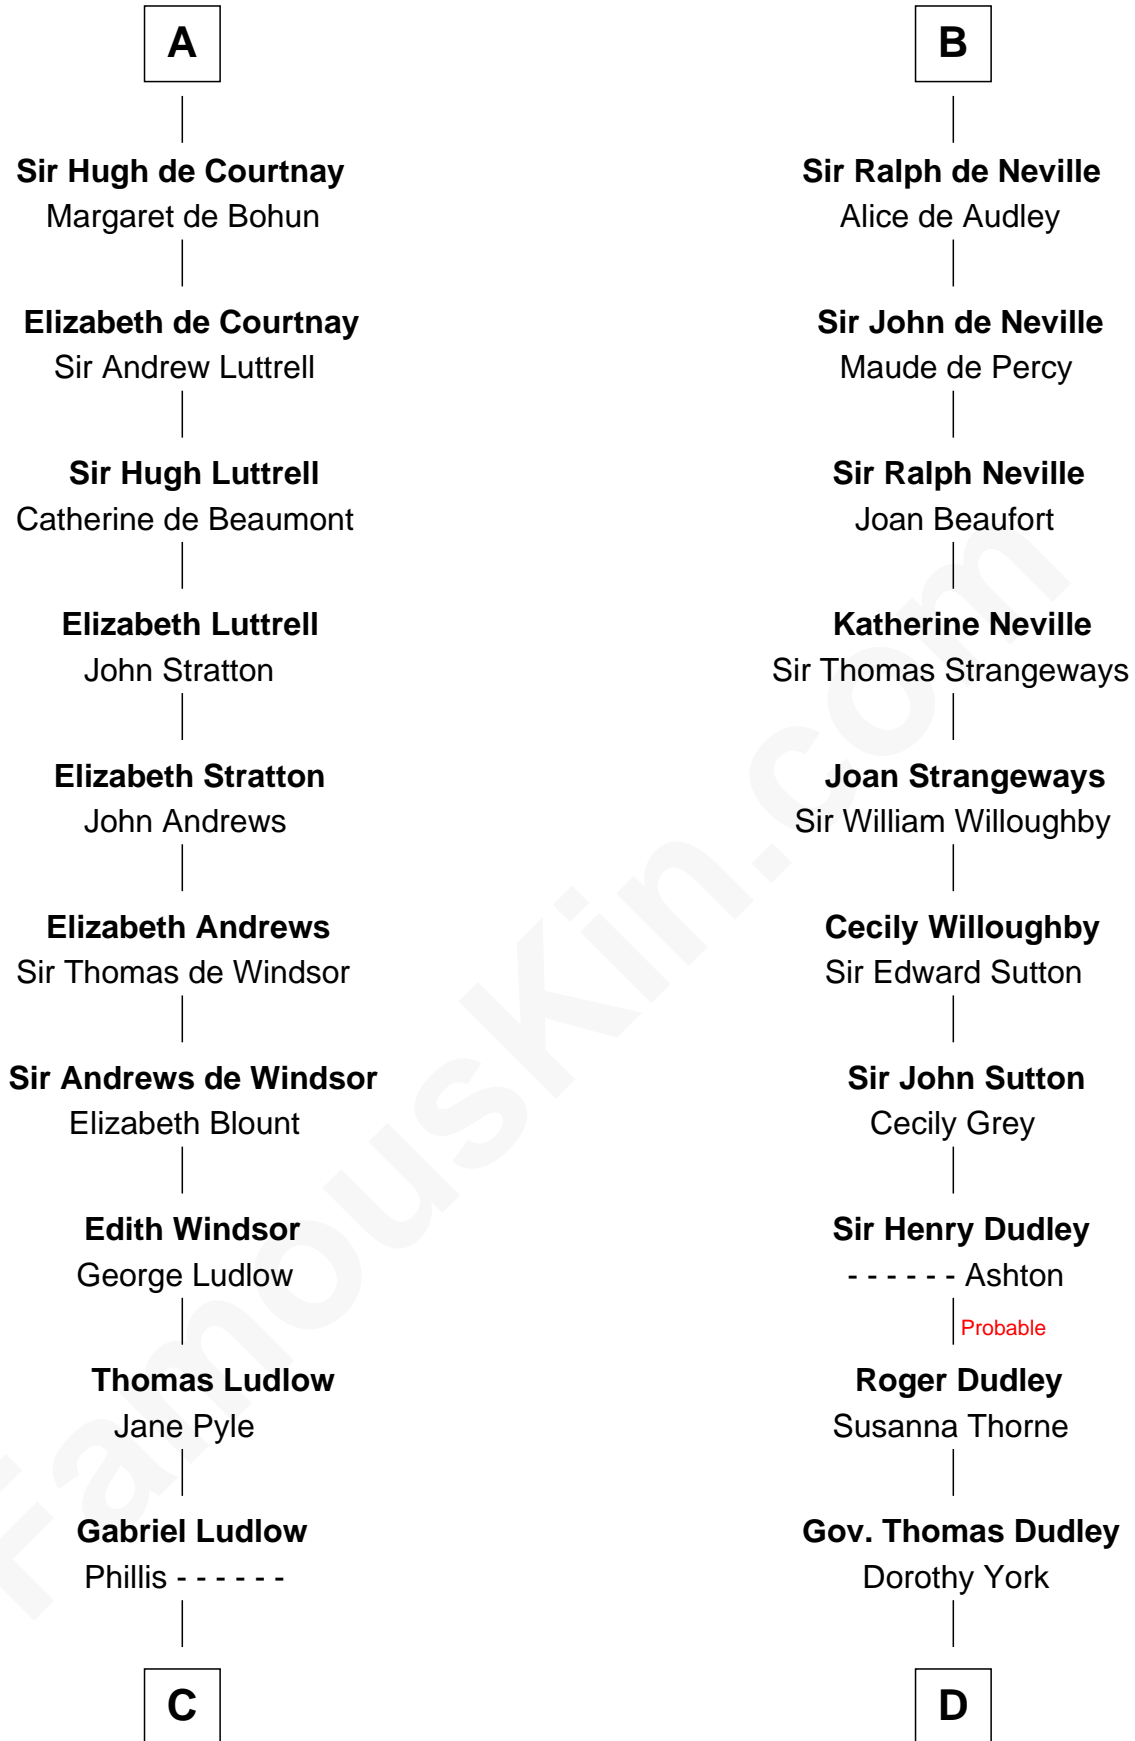 A
Sir Hugh de Courtnay
Margaret de Bohun
Elizabeth de Courtnay
Sir Andrew Luttrell
Sir Hugh Luttrell
Catherine de Beaumont
Elizabeth Luttrell
John Stratton
Elizabeth Stratton
John Andrews
Elizabeth Andrews
Sir Thomas de Windsor
Sir Andrews de Windsor
Elizabeth Blount
Edith Windsor
George Ludlow
Thomas Ludlow
Jane Pyle
Gabriel Ludlow
Phillis - - - - - -
C
B
Sir Ralph de Neville
Alice de Audley
Sir John de Neville
Maude de Percy
Sir Ralph Neville
Joan Beaufort
Katherine Neville
Sir Thomas Strangeways
Joan Strangeways
Sir William Willoughby
Cecily Willoughby
Sir Edward Sutton
Sir John Sutton
Cecily Grey
Sir Henry Dudley
- - - - - - Ashton
Probable
Roger Dudley
Susanna Thorne
Gov. Thomas Dudley
Dorothy York
D
FamousKin.com